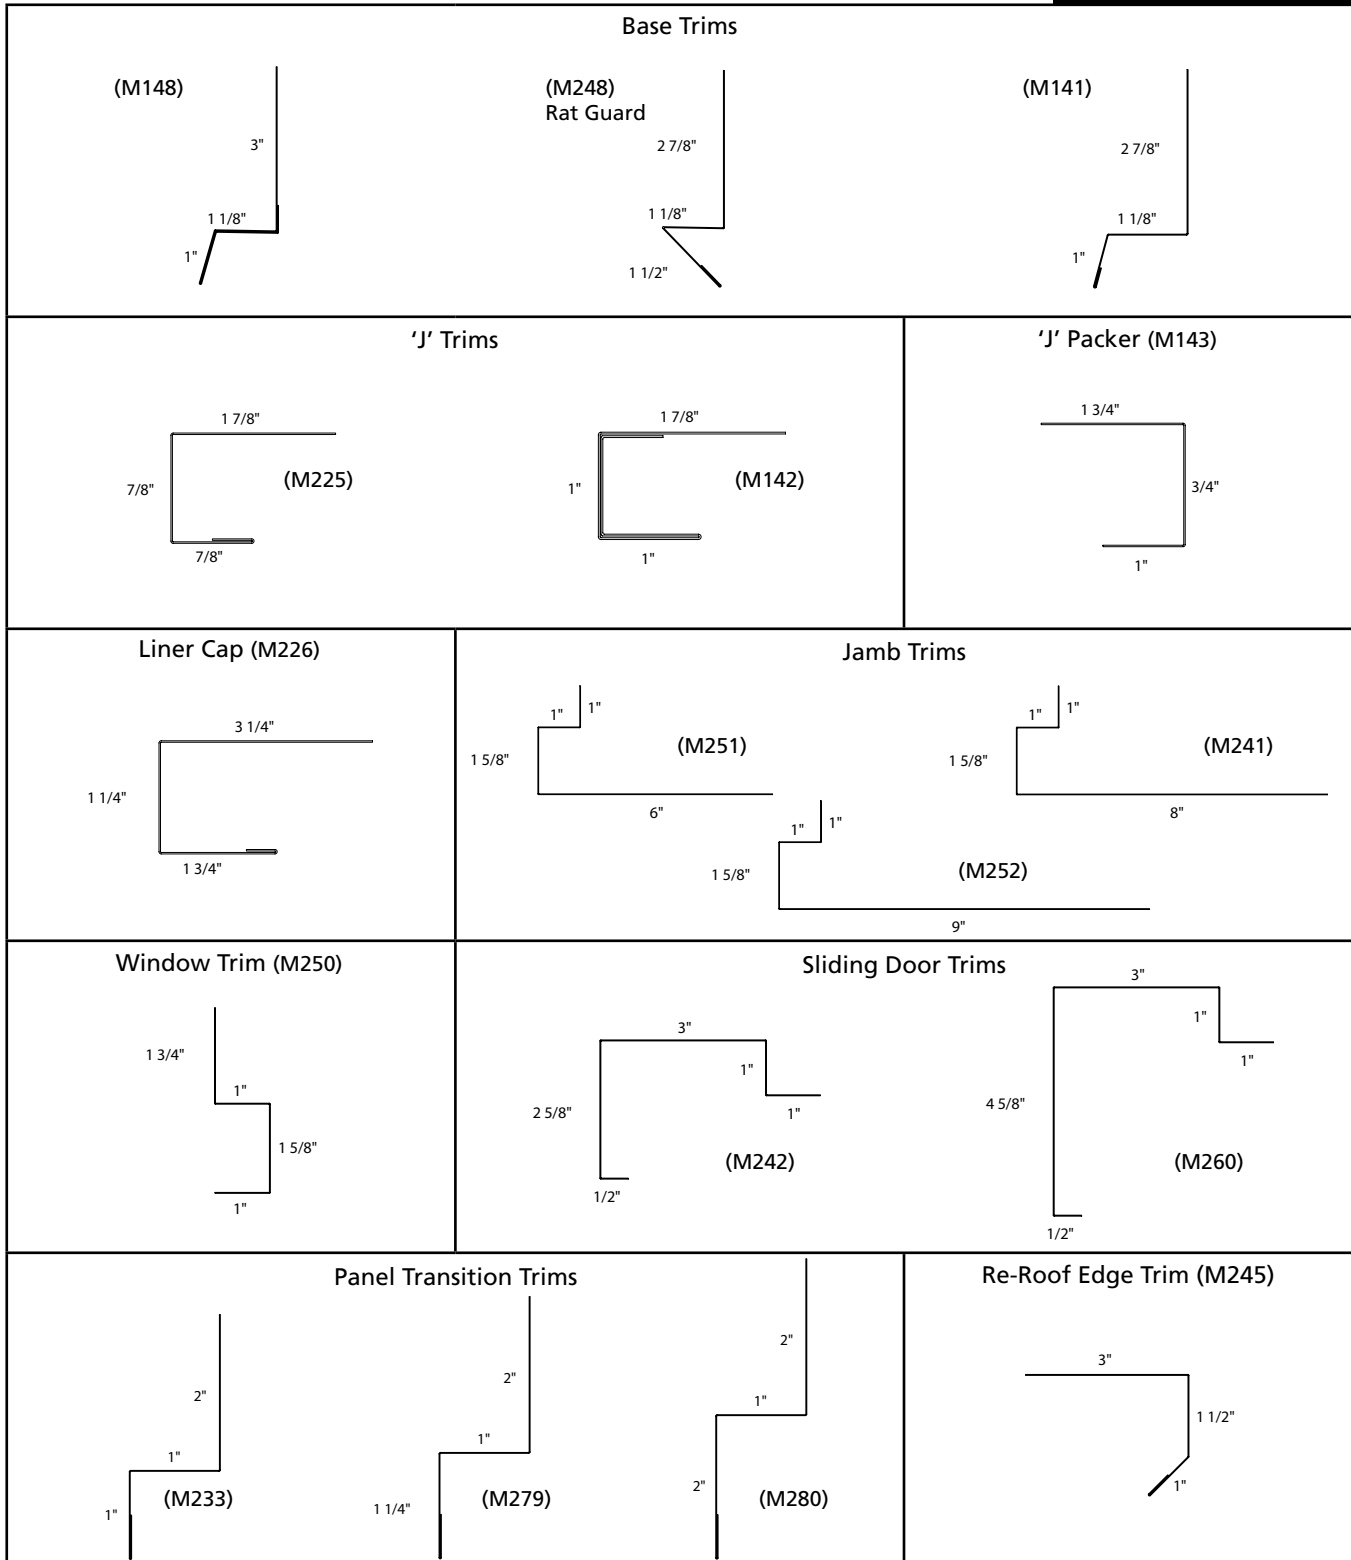 Base Trims
(M148)
3"
1 1/8"
1"
(M248)
Rat Guard
2 7/8"
1 1/8"
1 1/2"
(M141)
2 7/8"
1 1/8"
1"
‘J’ Trims
1 7/8"
(M225)
7/8"
7/8"
1 7/8"
(M142)
1"
1"
‘J’ Packer (M143)
1 3/4"
3/4"
1"
Liner Cap (M226)
3 1/4"
1 1/4"
1 3/4"
Jamb Trims
1"
1"
(M251)
1 5/8"
6"
1"
1"
(M241)
1 5/8"
8"
1"
1"
(M252)
1 5/8"
9"
Window Trim (M250)
1 3/4"
1"
1 5/8"
1"
Sliding Door Trims
3"
1"
1"
2 5/8"
(M242)
1/2"
3"
1"
1"
4 5/8"
(M260)
1/2"
Panel Transition Trims
2"
1"
(M233)
1"
2"
1"
(M279)
1 1/4"
2"
1"
2"
(M280)
Re-Roof Edge Trim (M245)
3"
1 1/2"
1"